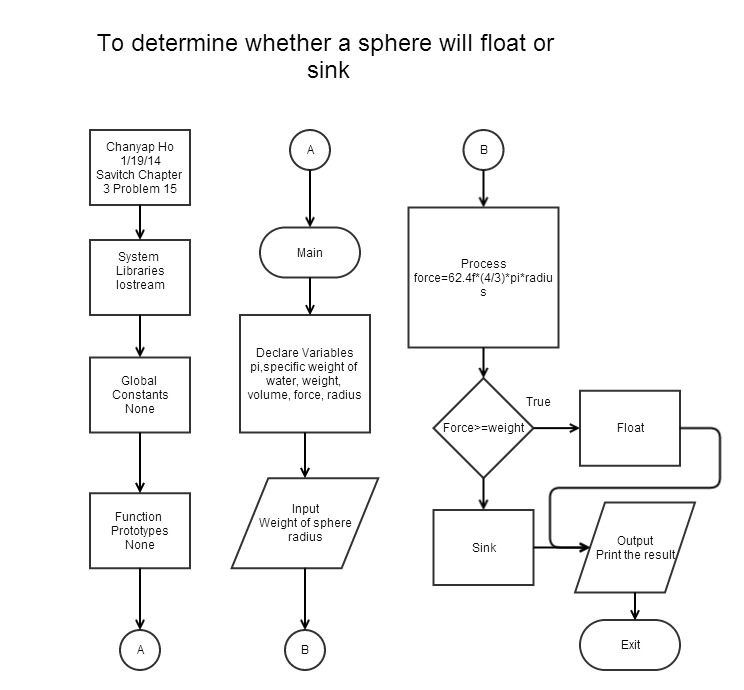 To determine whether a sphere will float or
sink
Chanyap Ho
1/19/14
Savitch Chapter
3 Problem 15
System
Libraries
Iostream
Global
Constants
None
Function
Prototypes
None
A
A
Main
Declare Variables
pi,specific weight of
water, weight,
volume, force, radius
Input
Weight of sphere
radius
B
B
Process
force=62.4f*(4/3)*pi*radiu
s
Force>=weight
True
Float
Sink
Output
Print the result
Exit